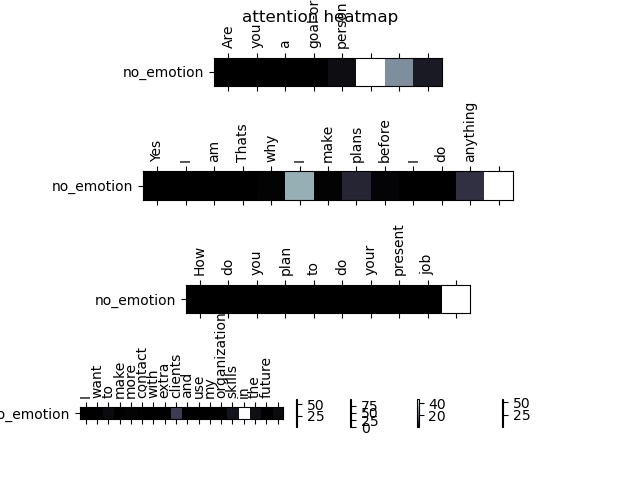 attention heatmap
Are you a person
no_emotion
Yes I am Thats why I make plans before I do anything
no_emotion
How do you plan to do your present job
no_emotion
I want to make more contact with extra clients and use my organization skills in the future
o_emotion
50 25
75 50 25 0
40 20
50 25